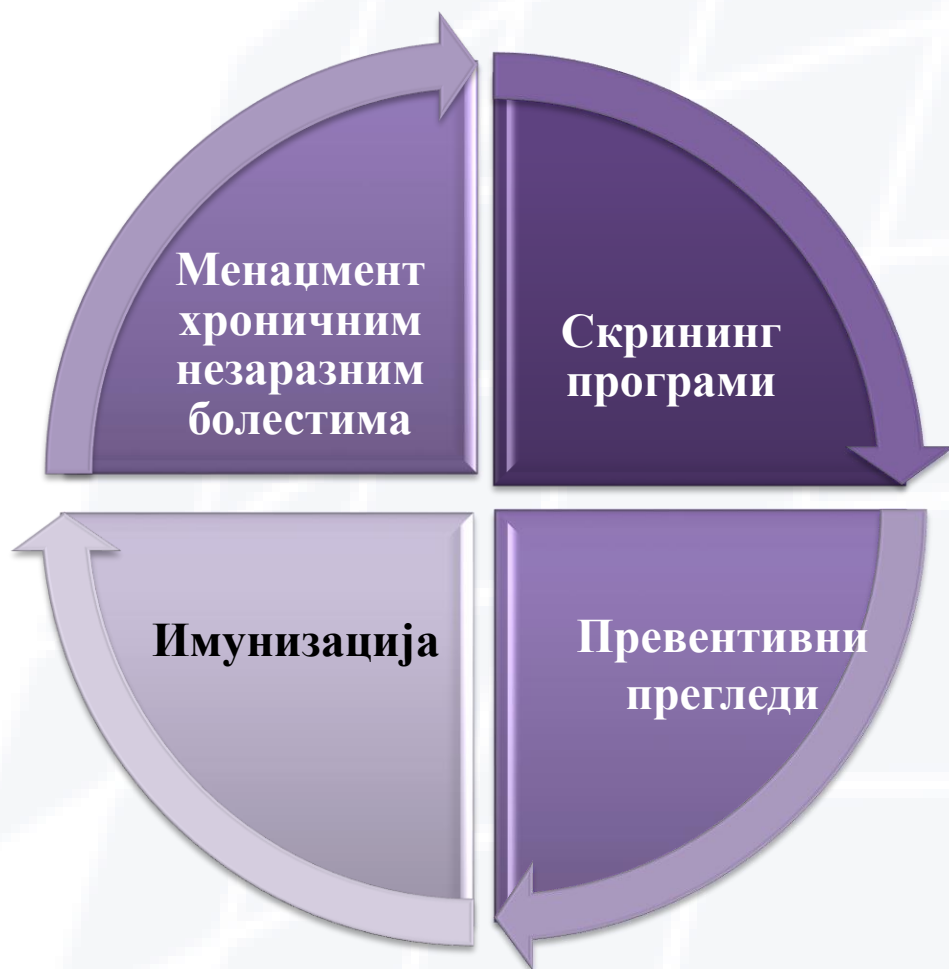 Менаџмент
хроничним
незаразним
болестима
Скрининг
програми
Имунизација
Превентивни
прегледи